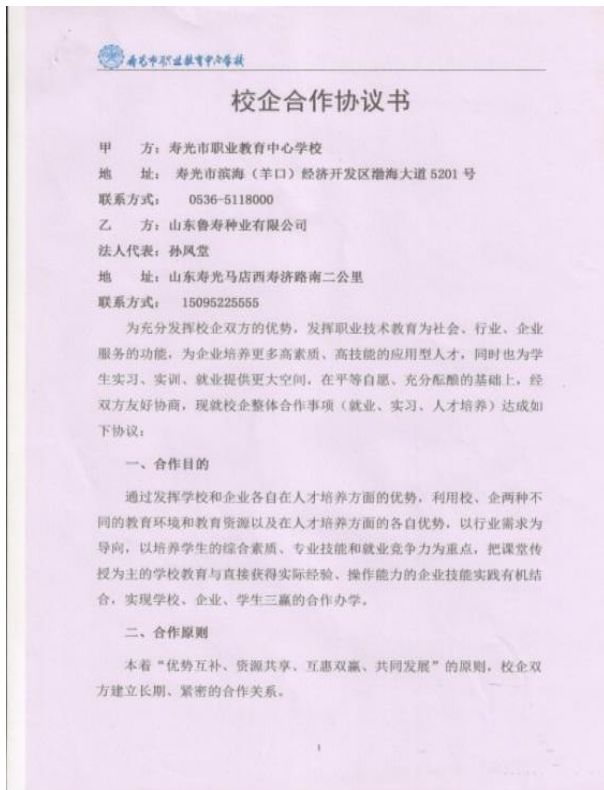 寿光市职业教育中心学校
校企合作协议书
甲 方：寿光市职业教育中心学校
地 址： 寿光市滨海（羊口）经济开发区渤海大道 5201 号
联系方式： 0536-5118000
乙 方：山东鲁寿种业有限公司
法人代表：孙风堂
地 址：山东寿光马店西寿济路南二公里
联系方式： 15095225555
为充分发挥校企双方的优势，发挥职业技术教育为社会、行业、企业
服务的功能，为企业培养更多高素质、高技能的应用型人才，同时也为学
生实习、实训、就业提供更大空间，在平等自愿、充分酝酿的基础上，经
双方友好协商，现就校企整体合作事项（就业、实习、人才培养）达成如
下协议：
一、合作目的
通过发挥学校和企业各自在人才培养方面的优势，利用校、企两种不
同的教育环境和教育资源以及在人才培养方面的各自优势，以行业需求为
导向，以培养学生的综合素质、专业技能和就业竞争力为重点，把课堂传
授为主的学校教育与直接获得实际经验、操作能力的企业技能实践有机结
合，实现学校、企业、学生三赢的合作办学。
二、合作原则
本着“优势互补、资源共享、互惠双赢、共同发展”的原则，校企双
方建立长期、紧密的合作关系。
1